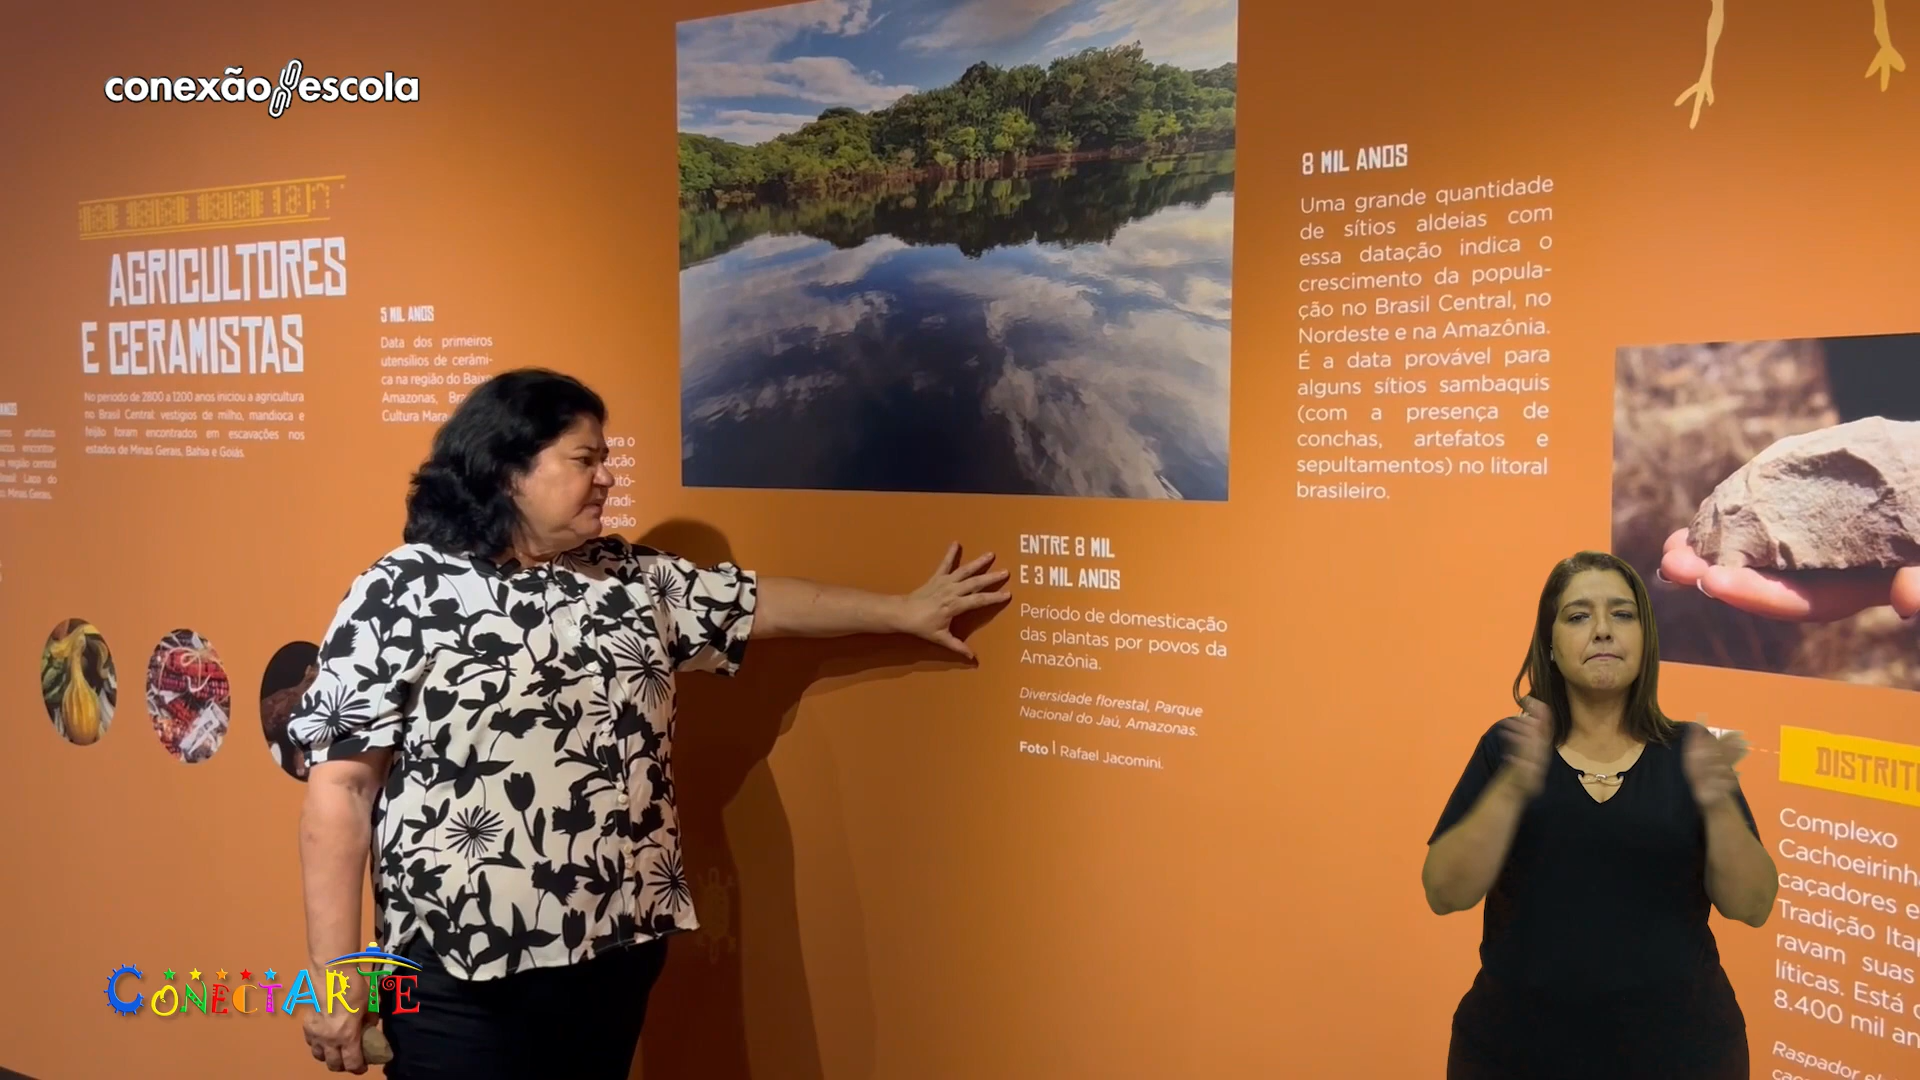 conexão escola
AGRICULTORES
E CERAMISTAS
No período de 2800 a 1200 anos iniciou a agricultura
no Brasil Central: vestígios de milho, mandioca e
feijão foram encontrados em escavações nos
estados de Minas Gerais, Bahia e Goiás.
5 MIL ANOS
Data dos primeiros
utensílios de cerâmi-
ca na região do Baixo
Amazonas,
Cultura
região
ENTRE 8 MIL
E 3 MIL ANOS
Período de domesticação
das plantas por povos da
Amazônia.
Diversidade florestal, Parque
Nacional do Jaú, Amazonas.
Foto | Rafael Jacomini.
8 MIL ANOS
Uma grande quantidade
de sítios aldeias com
essa datação indica o
crescimento da popula-
ção no Brasil Central, no
Nordeste e na Amazônia.
É a data provável para
alguns sítios sambaquis
(com a presença de
conchas, artefatos e
sepultamentos) no litoral
brasileiro.
Complexo
caçadores e
Tradição
ravam suas
líticas. Está
8.400 mil
Raspador
CONECTARTE